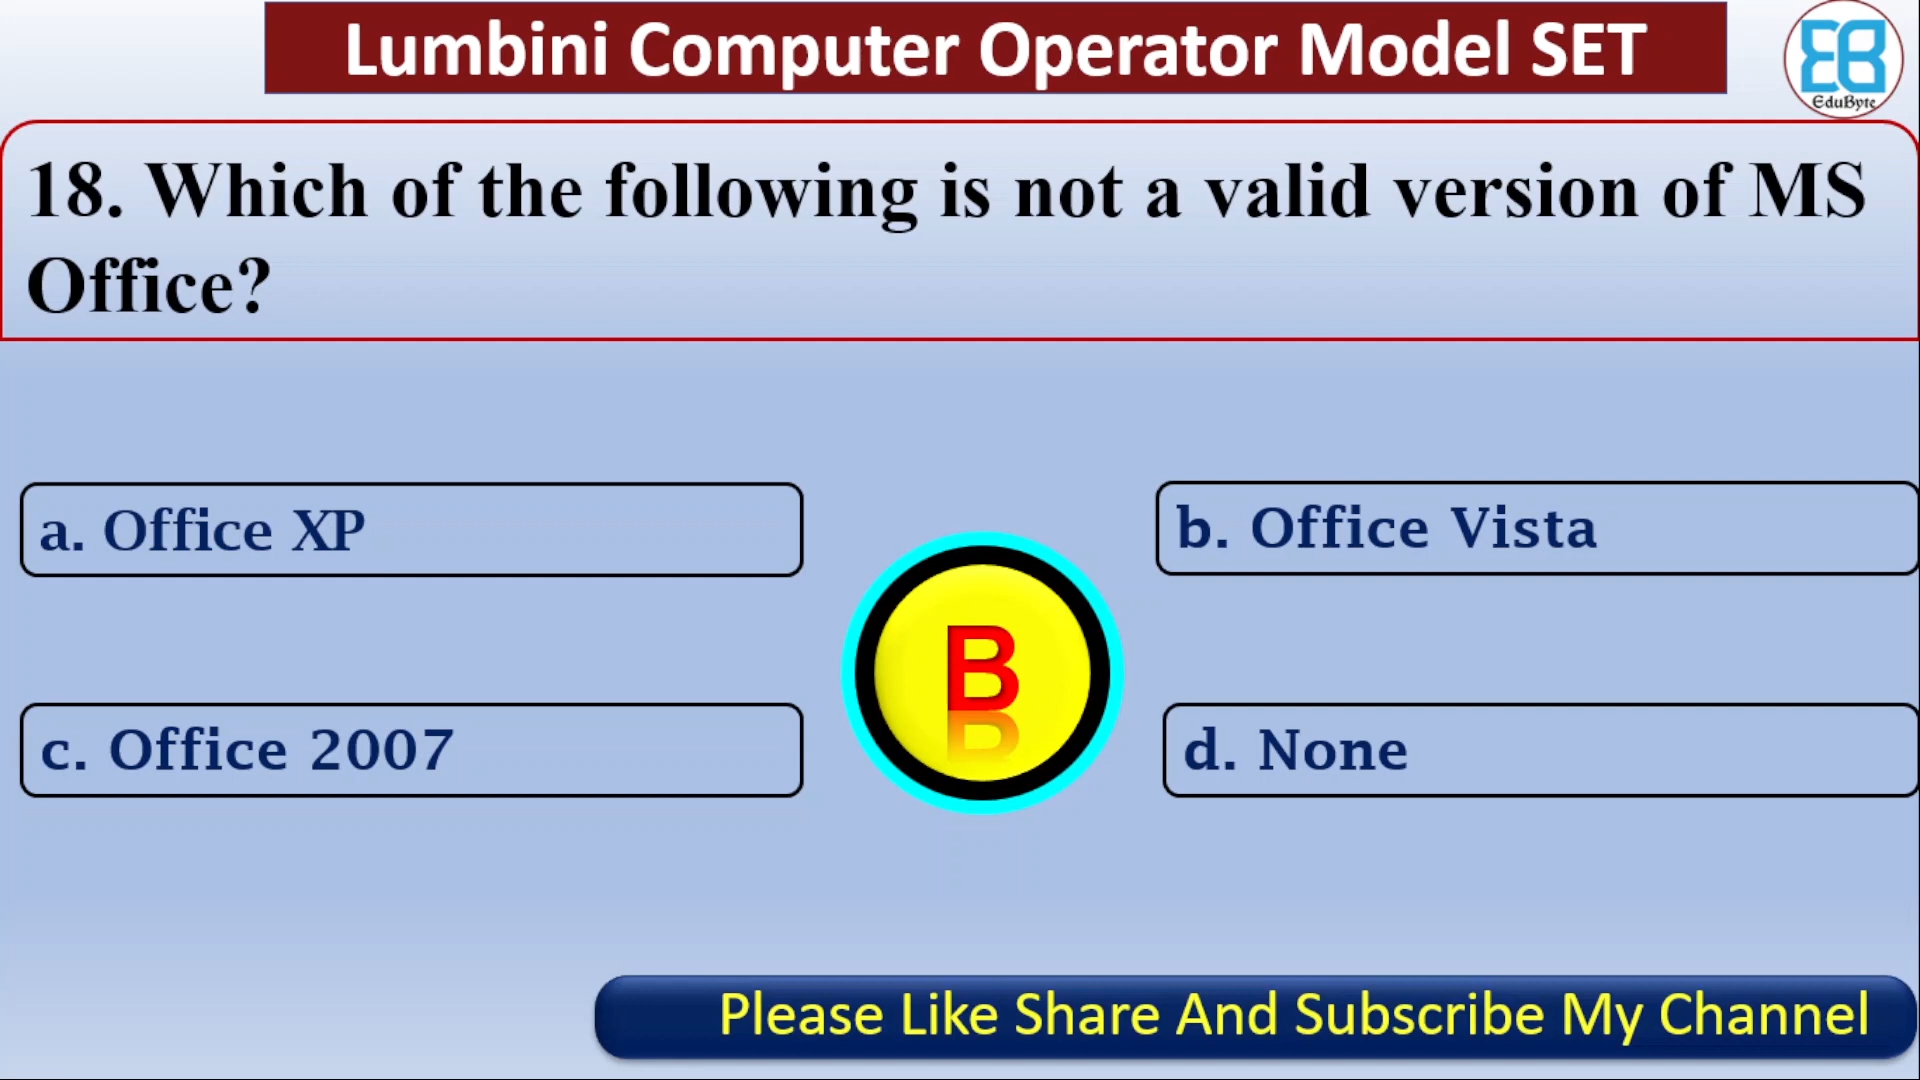 Lumbini Computer Operator Model SET
EduByte
18. Which of the following is not a valid version of MS
Office?
a. Office XP
b. Office Vista
B
c. Office 2007
d. None
Please Like Share And Subscribe My Channel